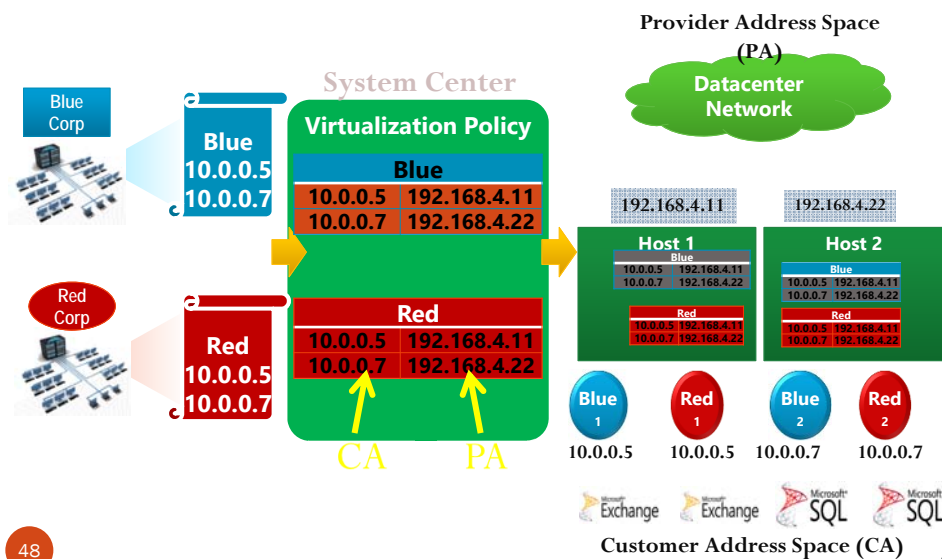 Provider Address Space
(PA)
Datacenter
Network
System Center
Virtualization Policy
Blue
Corp
Blue
10.0.0.5
10.0.0.7
Blue
10.0.0.5 192.168.4.11
10.0.0.7 192.168.4.22
Red
Corp
Red
10.0.0.5
10.0.0.7
Red
10.0.0.5 192.168.4.11
10.0.0.7 192.168.4.22
CA PA
192.168.4.11
192.168.4.22
Host 1
Blue
10.0.0.5 192.168.4.11
10.0.0.7 192.168.4.22
Red
10.0.0.5 192.168.4.11
10.0.0.7 192.168.4.22
Host 2
Blue
10.0.0.5 192.168.4.11
10.0.0.7 192.168.4.22
Red
10.0.0.5 192.168.4.11
10.0.0.7 192.168.4.22
Blue
1
Red
1
Blue
2
Red
2
10.0.0.5 10.0.0.5 10.0.0.7 10.0.0.7
Microsoft
Exchange
Microsoft
Exchange
Microsoft
SQL
Microsoft
SQL
Customer Address Space (CA)
48